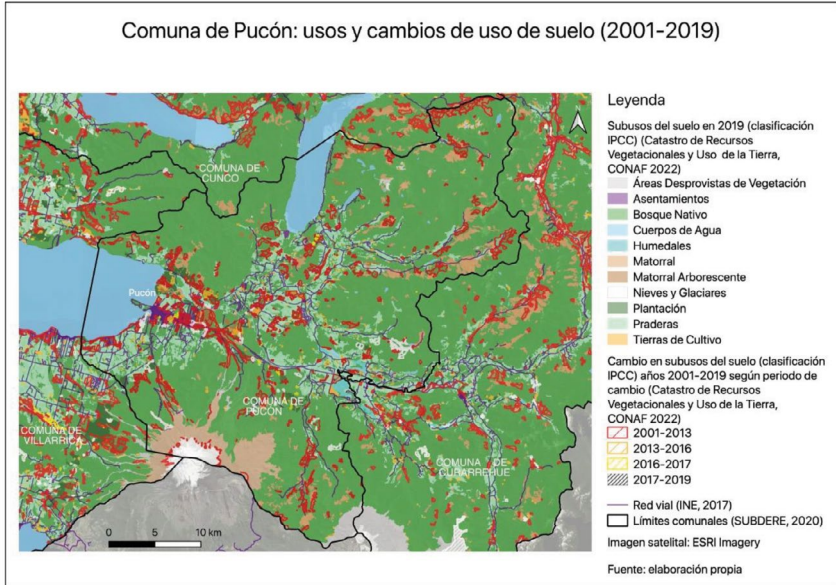 Comuna de Pucón: usos y cambios de uso de suelo (2001-2019)
COMUNA DE
CUNCO
Pucón
COMUNA DE
PUCÓN
COMUNA DE
VILLARRICA
COMUNA DE
CURARREHUE
0 5 10 km
Leyenda
Subusos del suelo en 2019 (clasificación
IPCC) (Catastro de Recursos
Vegetacionales y Uso de la Tierra,
CONAF 2022)
Áreas Desprovistas de Vegetación
Asentamientos
Bosque Nativo
Cuerpos de Agua
Humedales
Matorral
Matorral Arborescente
Nieves y Glaciares
Plantación
Praderas
Tierras de Cultivo
Cambio en subusos del suelo (clasificación
IPCC) años 2001-2019 según periodo de
cambio (Catastro de Recursos
Vegetacionales y Uso de la Tierra,
CONAF 2022)
2001-2013
2013-2016
2016-2017
2017-2019
Red vial (INE, 2017)
Límites comunales (SUBDERE, 2020)
Imagen satelital: ESRI Imagery
Fuente: elaboración propia